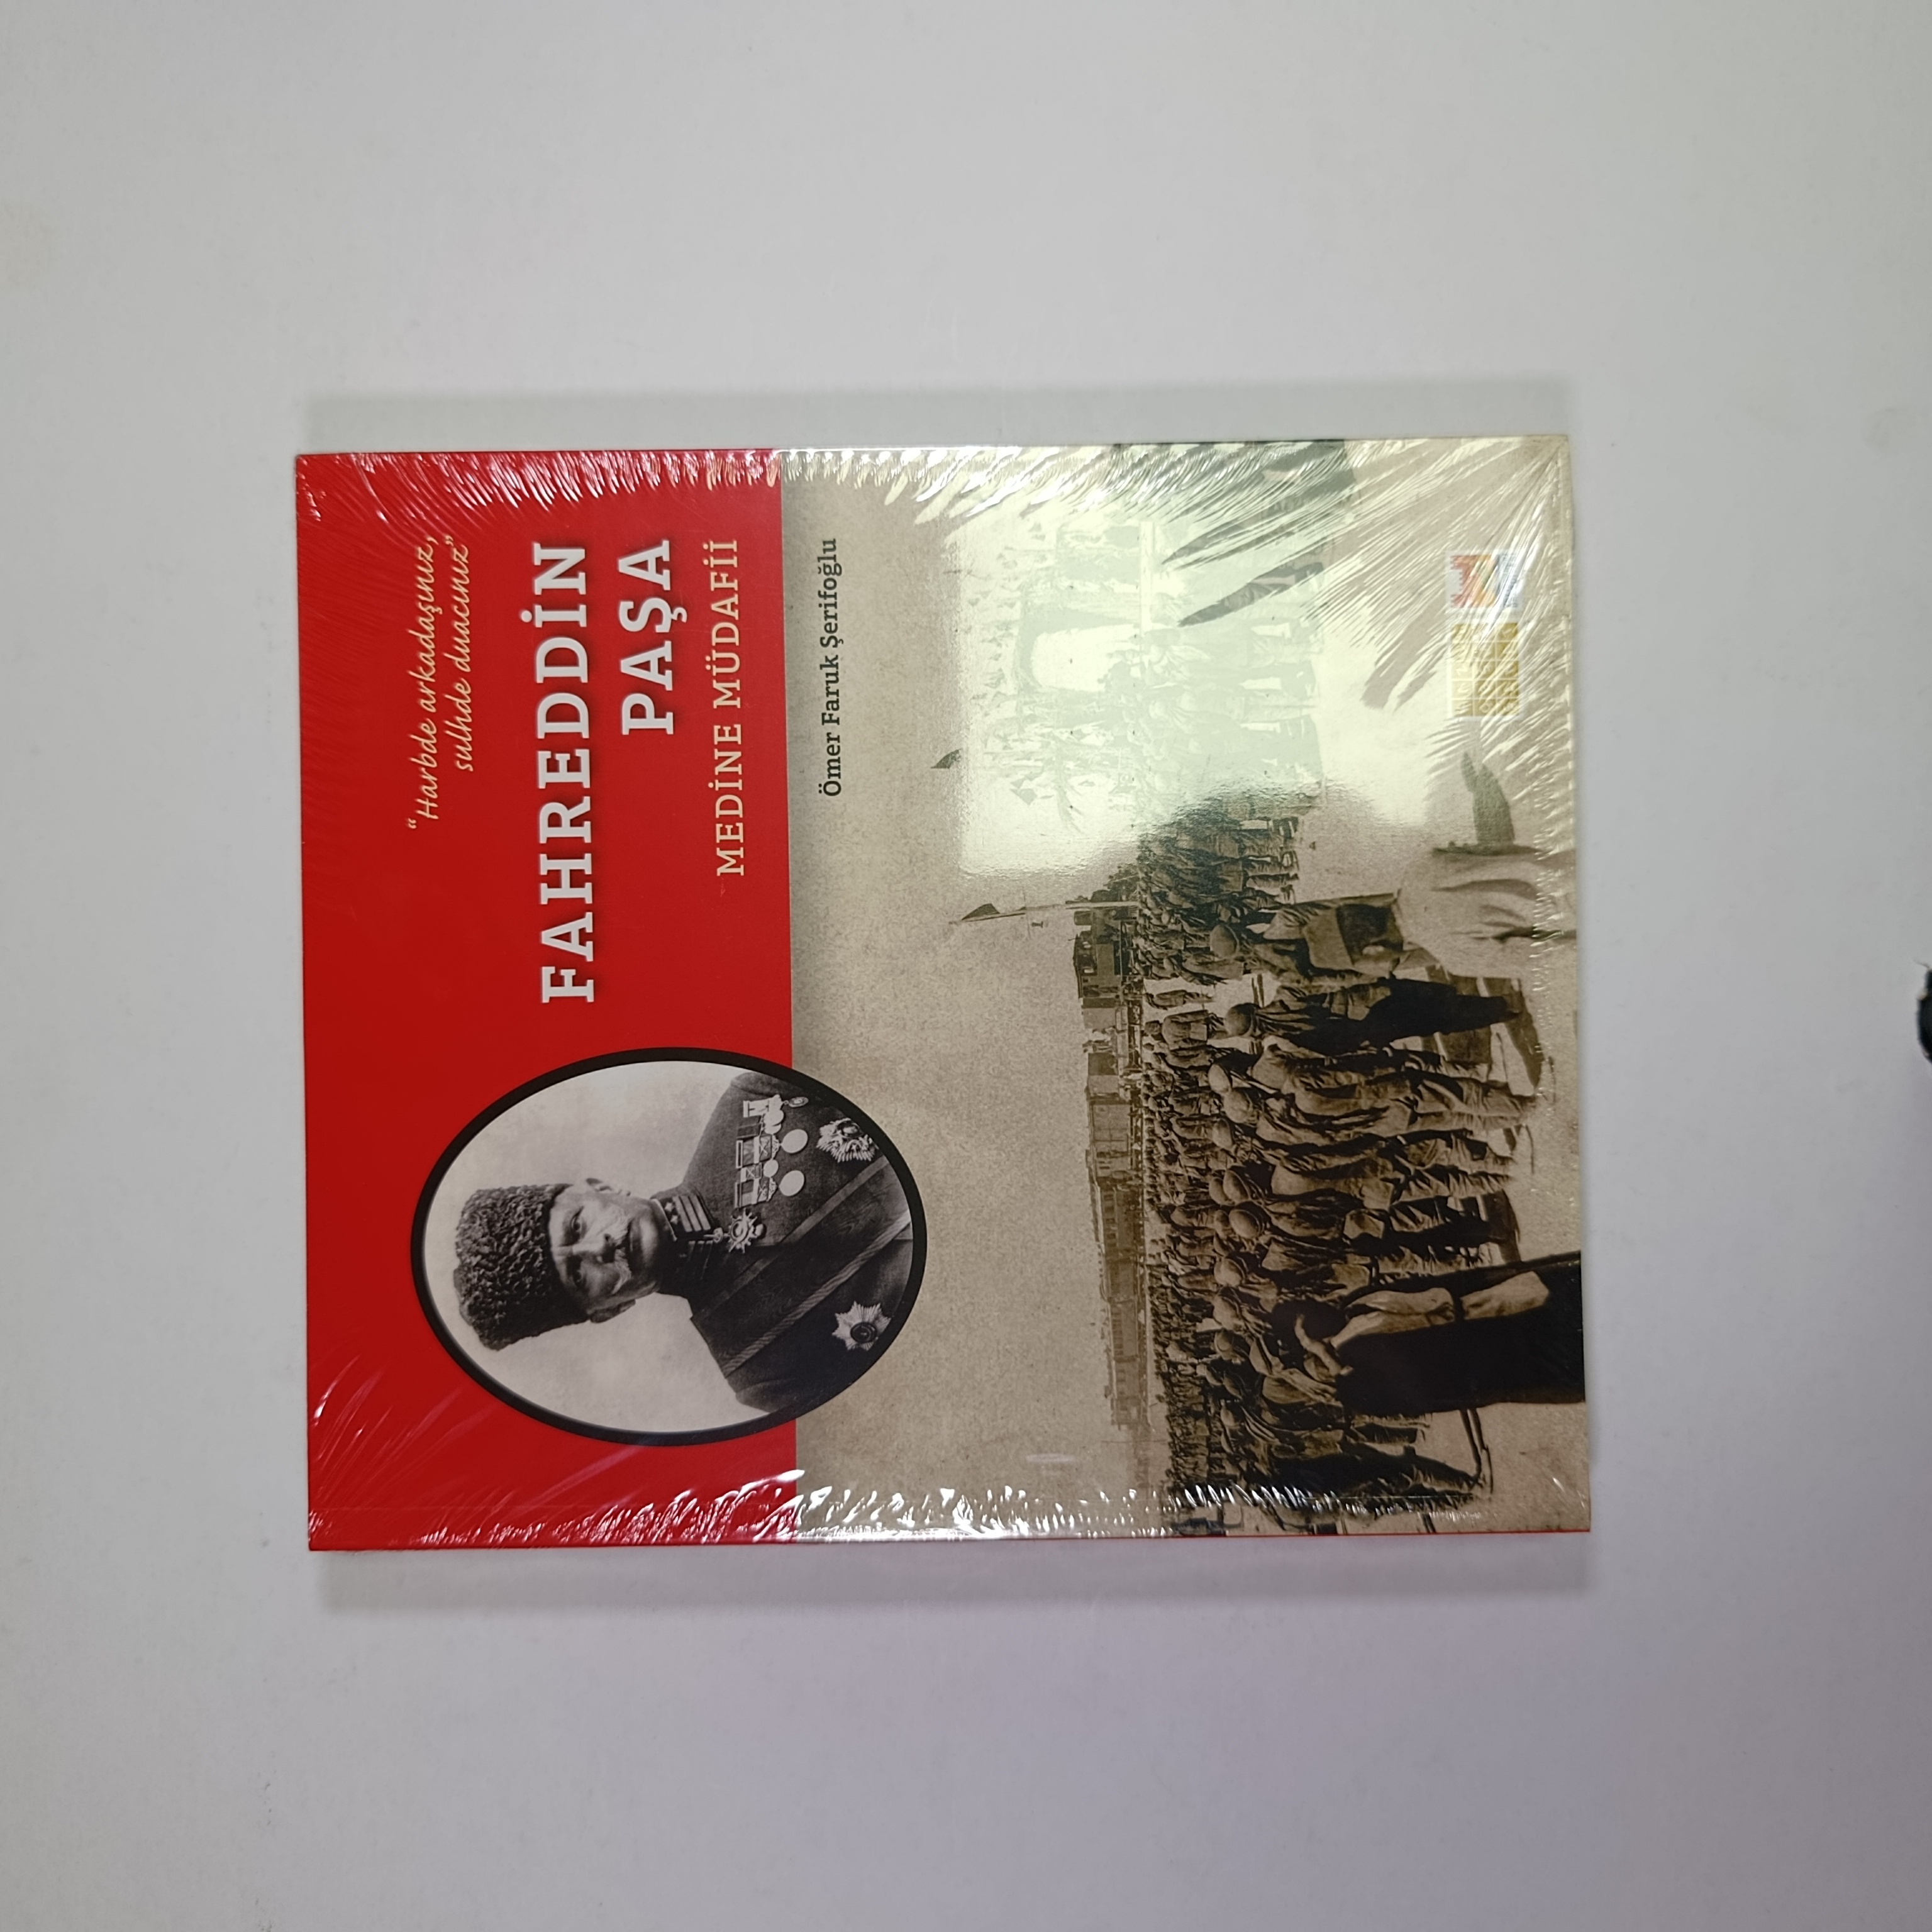 “Harbde arkadaşınız,
sulhde duacınız”
FAHREDDİN
PAŞA
MEDİNE MÜDAFİİ
Ömer Faruk Şerifoğlu